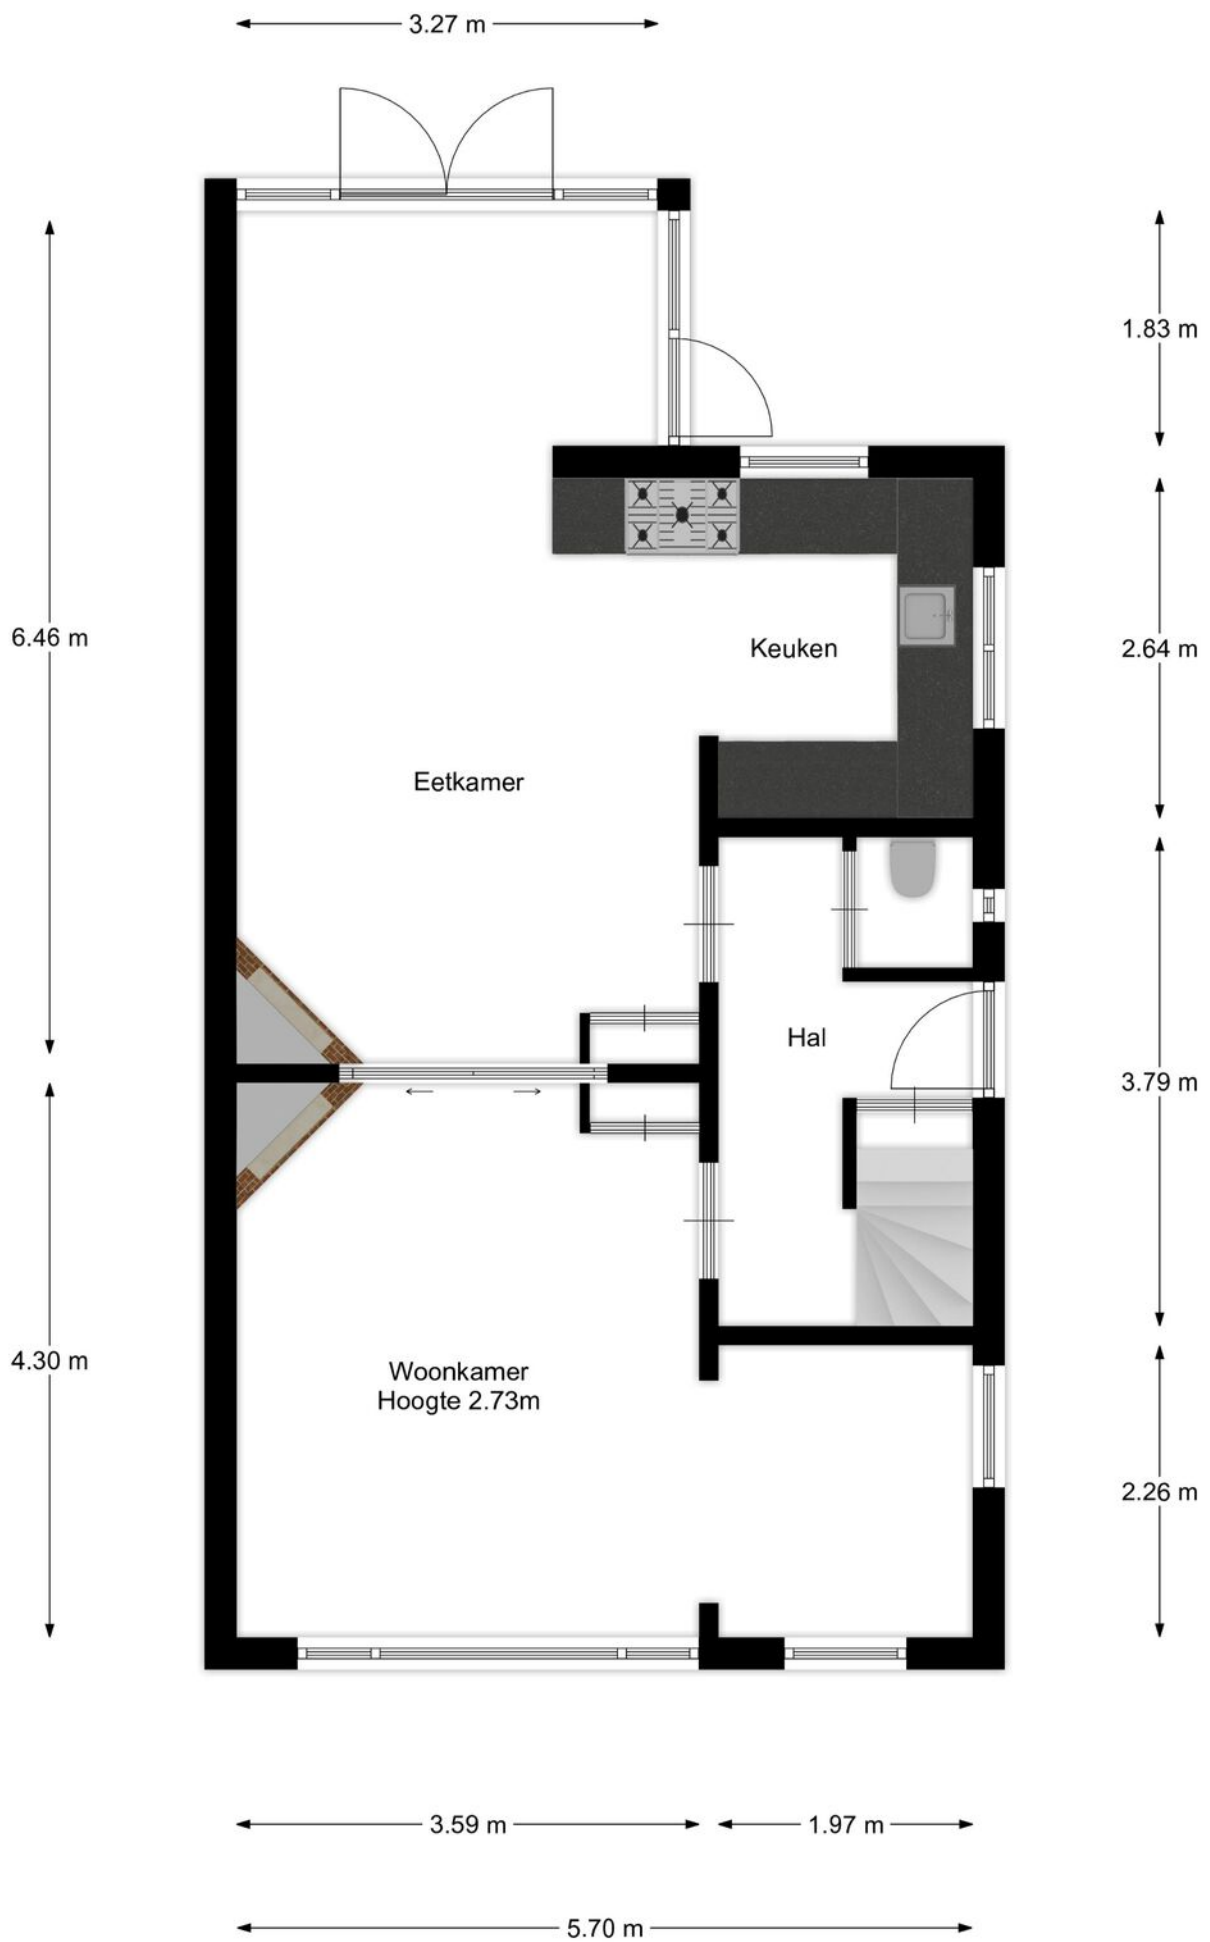 3.27 m
1.83 m
6.46 m
2.64 m
Keuken
Eetkamer
Hal
3.79 m
4.30 m
Woonkamer
Hoogte 2.73m
2.26 m
3.59 m
1.97 m
5.70 m